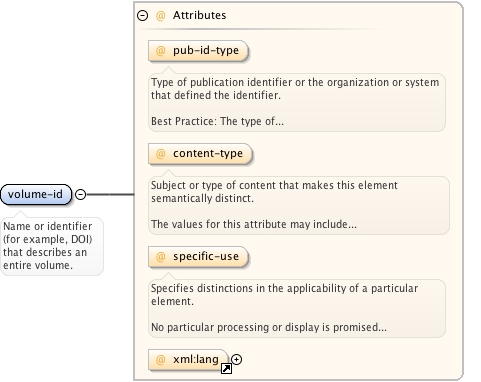 @ Attributes
@ pub-id-type
Type of publication identifier or the organization or system
that defined the identifier.
Best Practice: The type of...
@ content-type
Subject or type of content that makes this element
semantically distinct.
The values for this attribute may include...
volume-id
Name or identifier
(for example, DOI)
that describes an
entire volume.
@ specific-use
Specifies distinctions in the applicability of a particular
element.
No particular processing or display is promised...
@ xml:lang